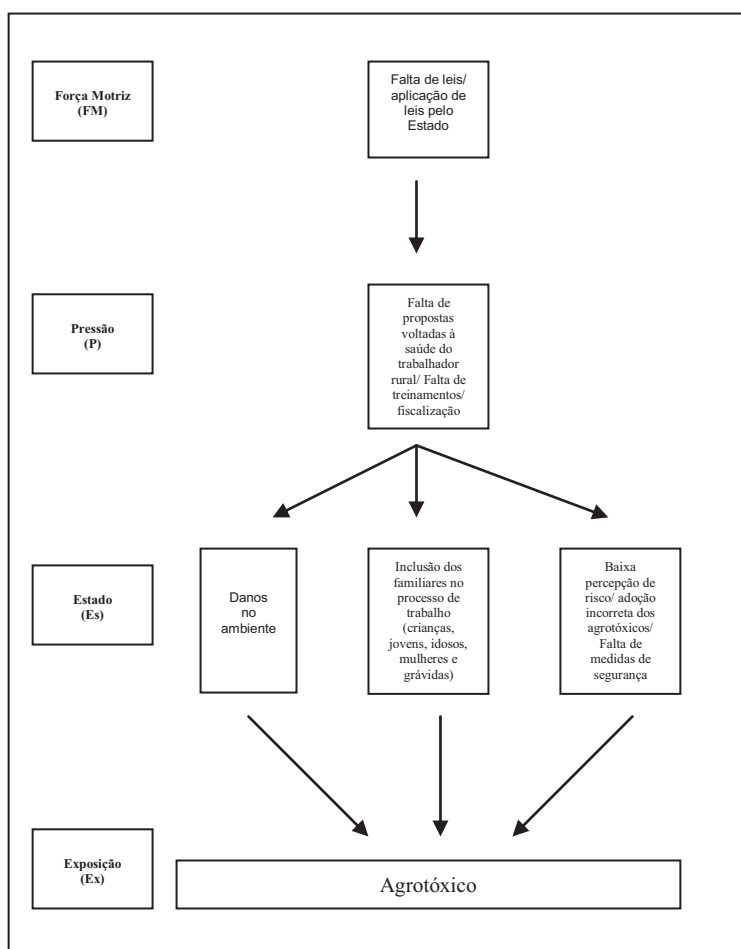 Força Motriz
(FM)
Falta de leis/
aplicação de
leis pelo
Estado
Pressão
(P)
Falta de
propostas
voltadas à
saúde do
trabalhador
rural/ Falta de
treinamentos/
fiscalização
Estado
(Es)
Danos
no
ambiente
Inclusão dos
familiares no
processo de
trabalho
(crianças,
jovens, idosos,
mulheres e
grávidas)
Baixa
percepção de
risco/ adoção
incorreta dos
agrotóxicos/
Falta de
medidas de
segurança
Exposição
(Ex)
Agrotóxico